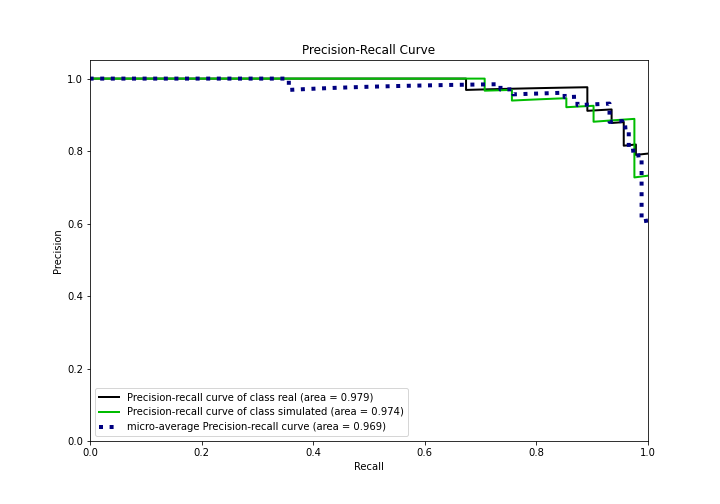 Precision-Recall Curve
1.0
0.8
0.6
0.4
0.2
0.0
Precision
Precision-recall curve of class real (area = 0.979)
Precision-recall curve of class simulated (area = 0.974)
micro-average Precision-recall curve (area = 0.969)
0.0 0.2 0.4 0.6 0.8 1.0
Recall